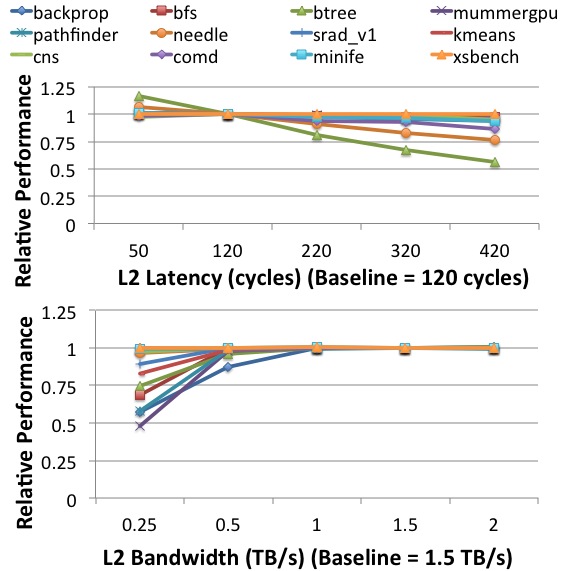 backprop bfs btree mummergpu
pathfinder needle srad_v1 kmeans
cns comd minife xsbench
Relative Performance
1.25
1
0.75
0.5
0.25
0
50 120 220 320 420
L2 Latency (cycles) (Baseline = 120 cycles)
Relative Performance
1.25
1
0.75
0.5
0.25
0
0.25 0.5 1 1.5 2
L2 Bandwidth (TB/s) (Baseline = 1.5 TB/s)